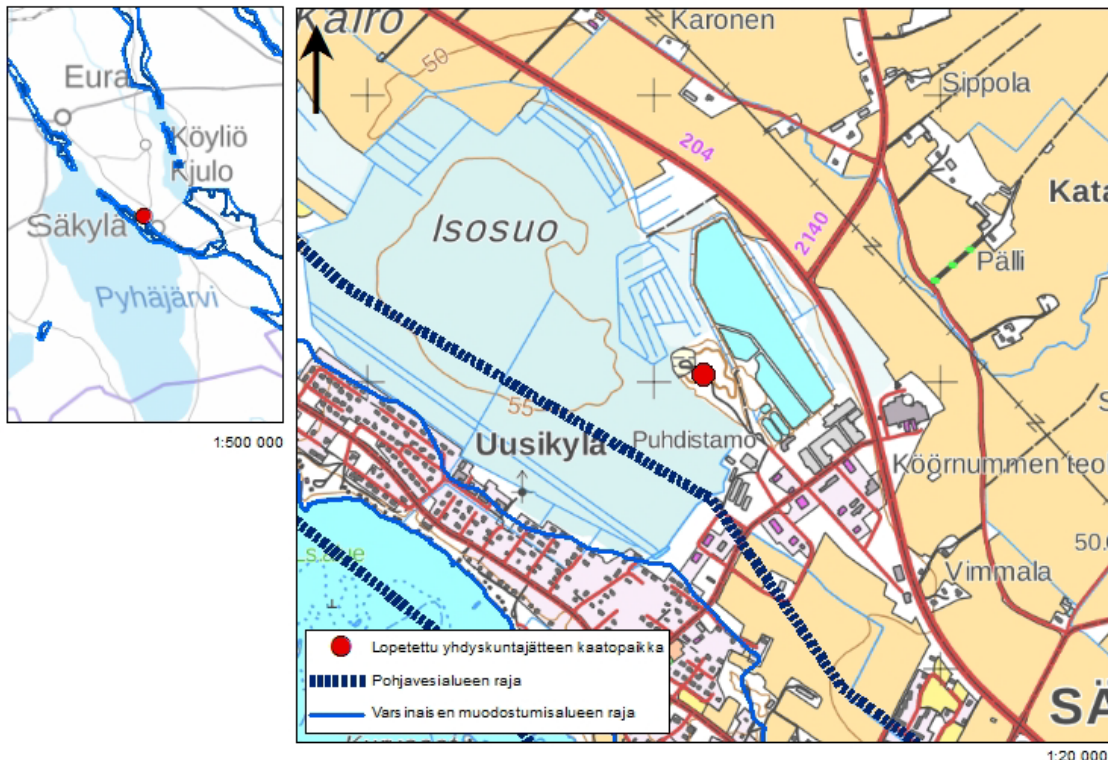 Eura
Köyliö
Kjulo
Säkylä
Pyhäjärvi
1:500 000
Kairo
50
Karonen
Sippola
204
2140
Kata
Isosuo
Pälli
55
Uusikylä
Puhdistamo
Köörnummen teo
50.
Vimmala
SÄ
Lopetettu yhdyskuntajätteen kaatopaikka
Pohjavesialueen raja
Varsinaisen muodostumisalueen raja
1:20 000